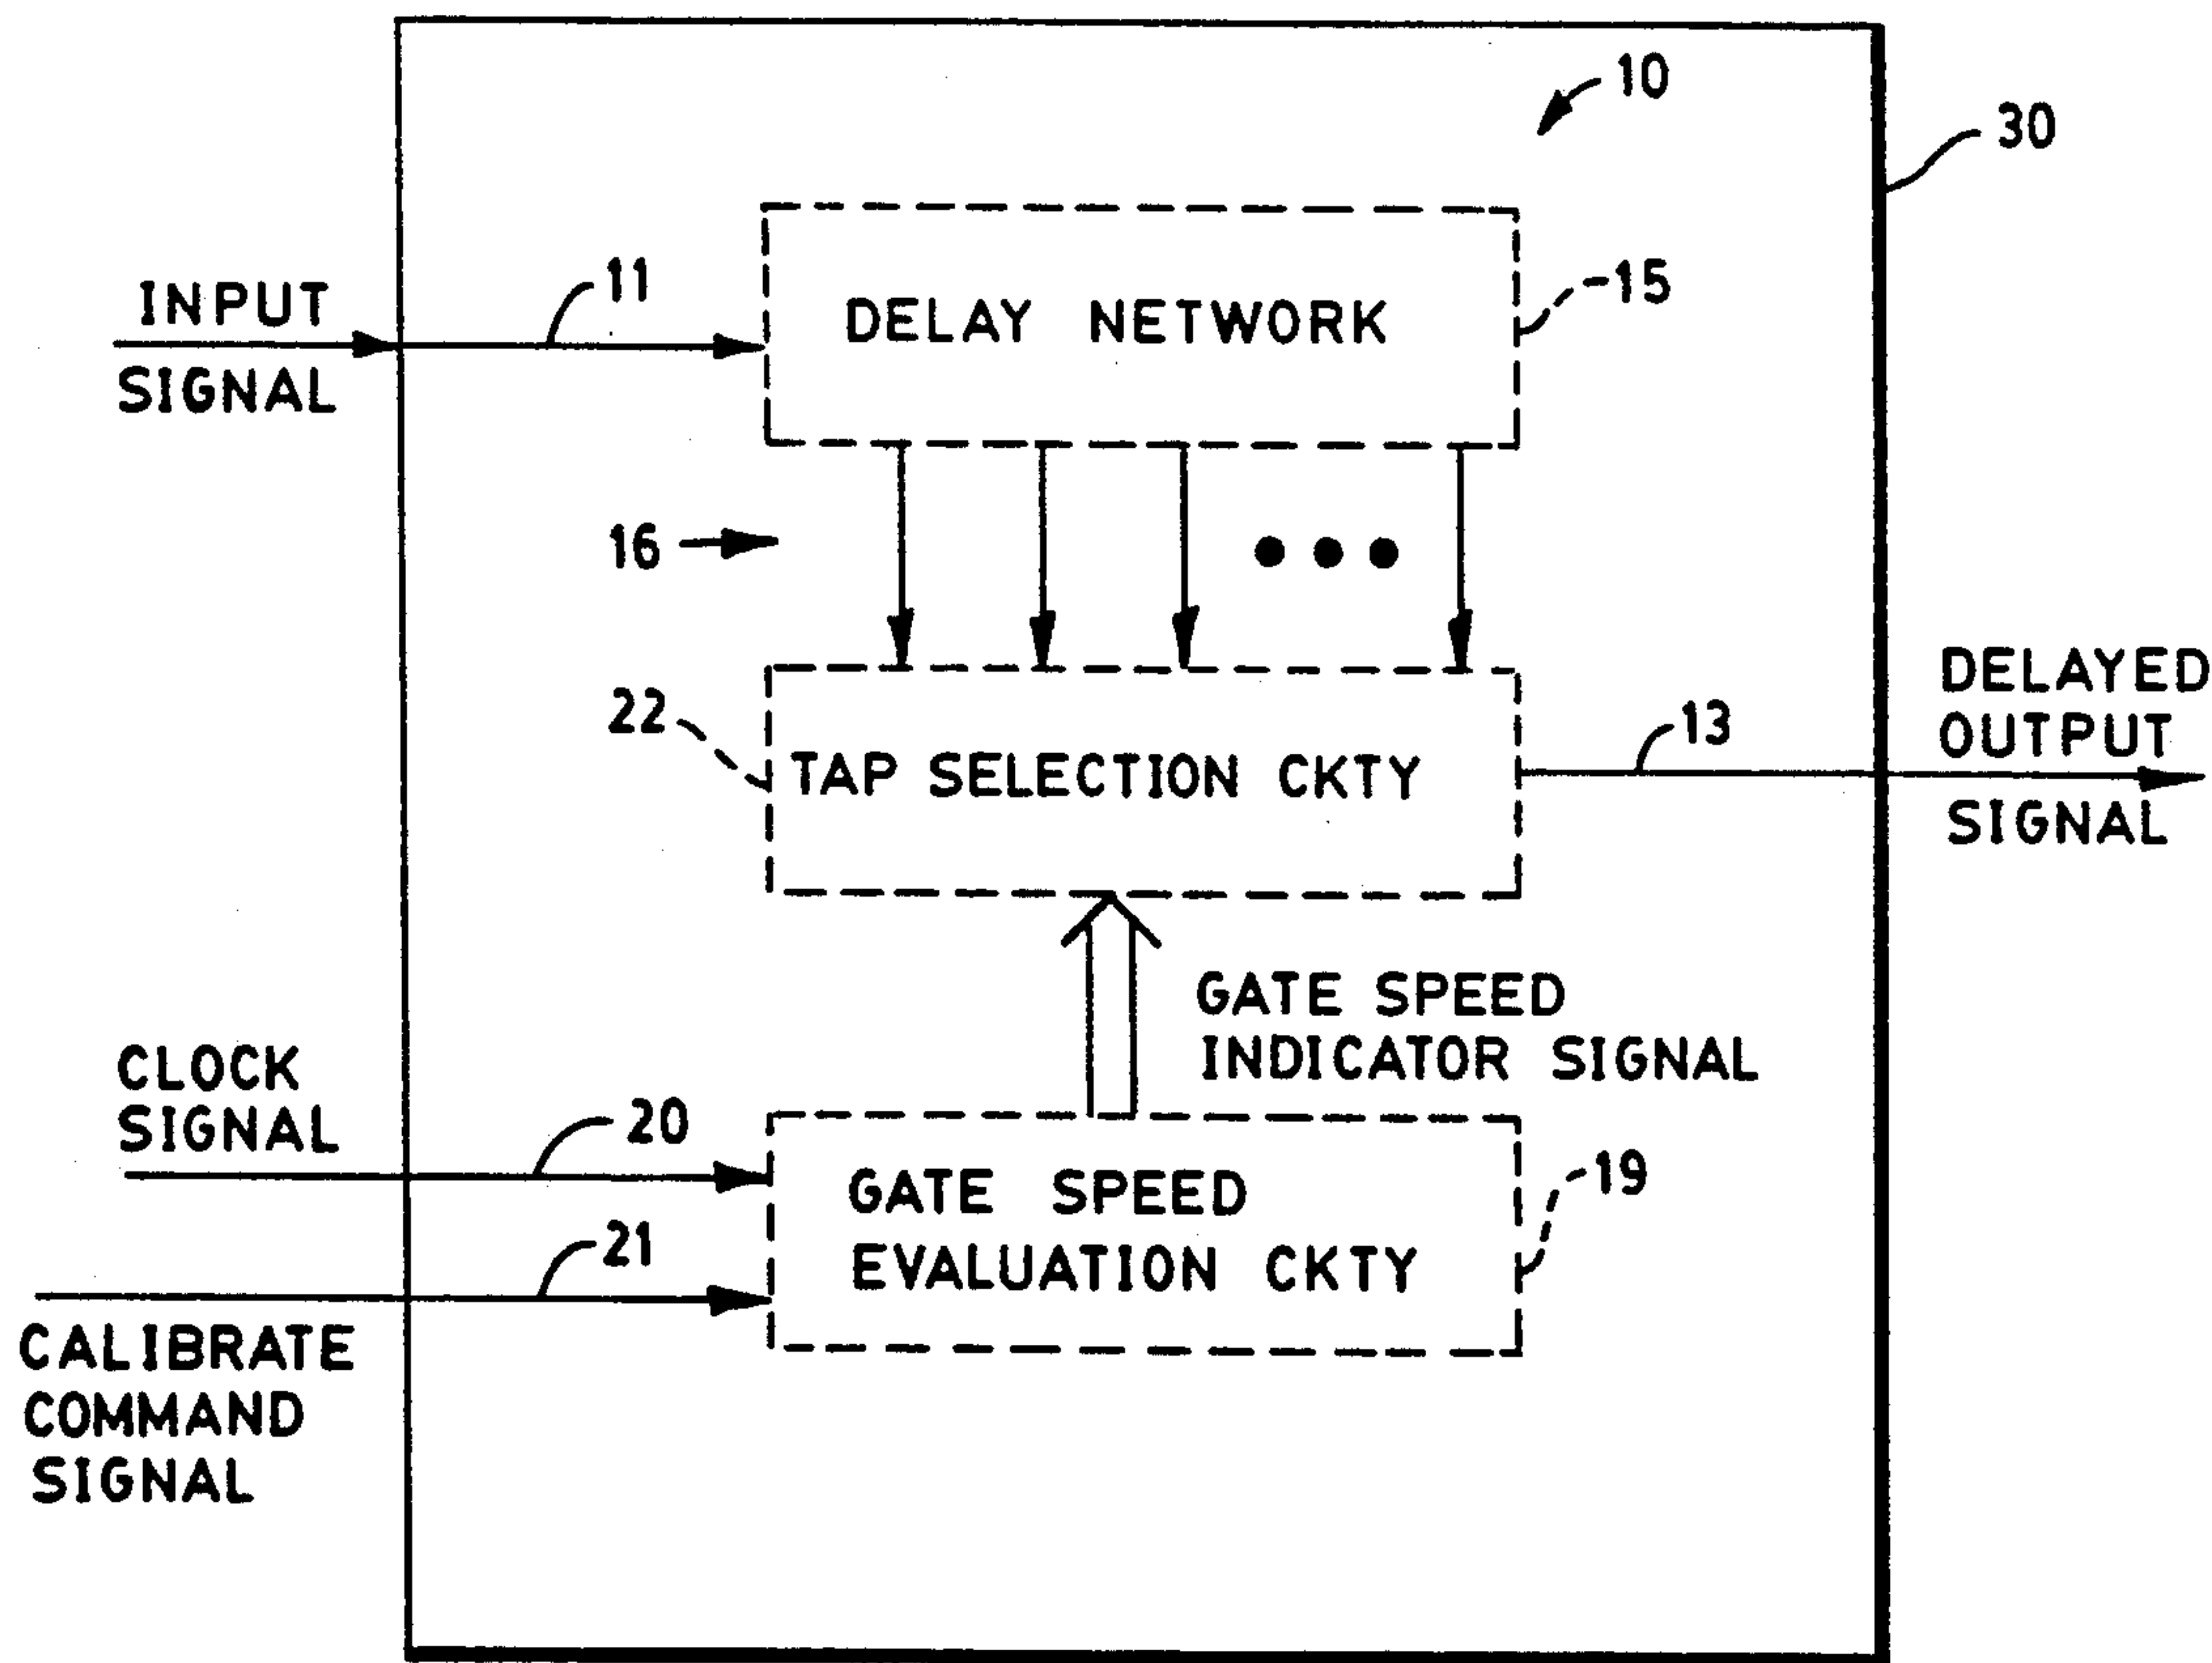 10
30
INPUT
SIGNAL
11
DELAY NETWORK
15
16
22
TAP SELECTION CKTY
13
DELAYED
OUTPUT
SIGNAL
GATE SPEED
INDICATOR SIGNAL
CLOCK
SIGNAL
20
21
GATE SPEED
EVALUATION CKTY
19
CALIBRATE
COMMAND
SIGNAL